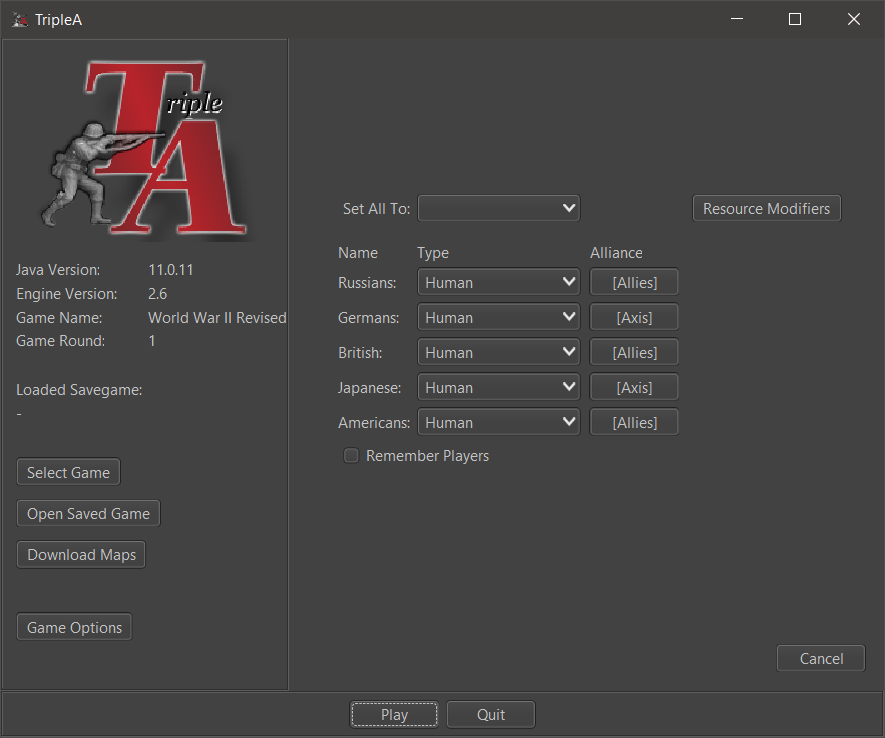 TripleA
Triple
A
Java Version: 11.0.11
Engine Version: 2.6
Game Name: World War II Revised
Game Round: 1
Loaded Savegame:
-
Select Game
Open Saved Game
Download Maps
Game Options
Set All To:
Resource Modifiers
Name Type Alliance
Russians: Human [Allies]
Germans: Human [Axis]
British: Human [Allies]
Japanese: Human [Axis]
Americans: Human [Allies]
Remember Players
Cancel
Play Quit